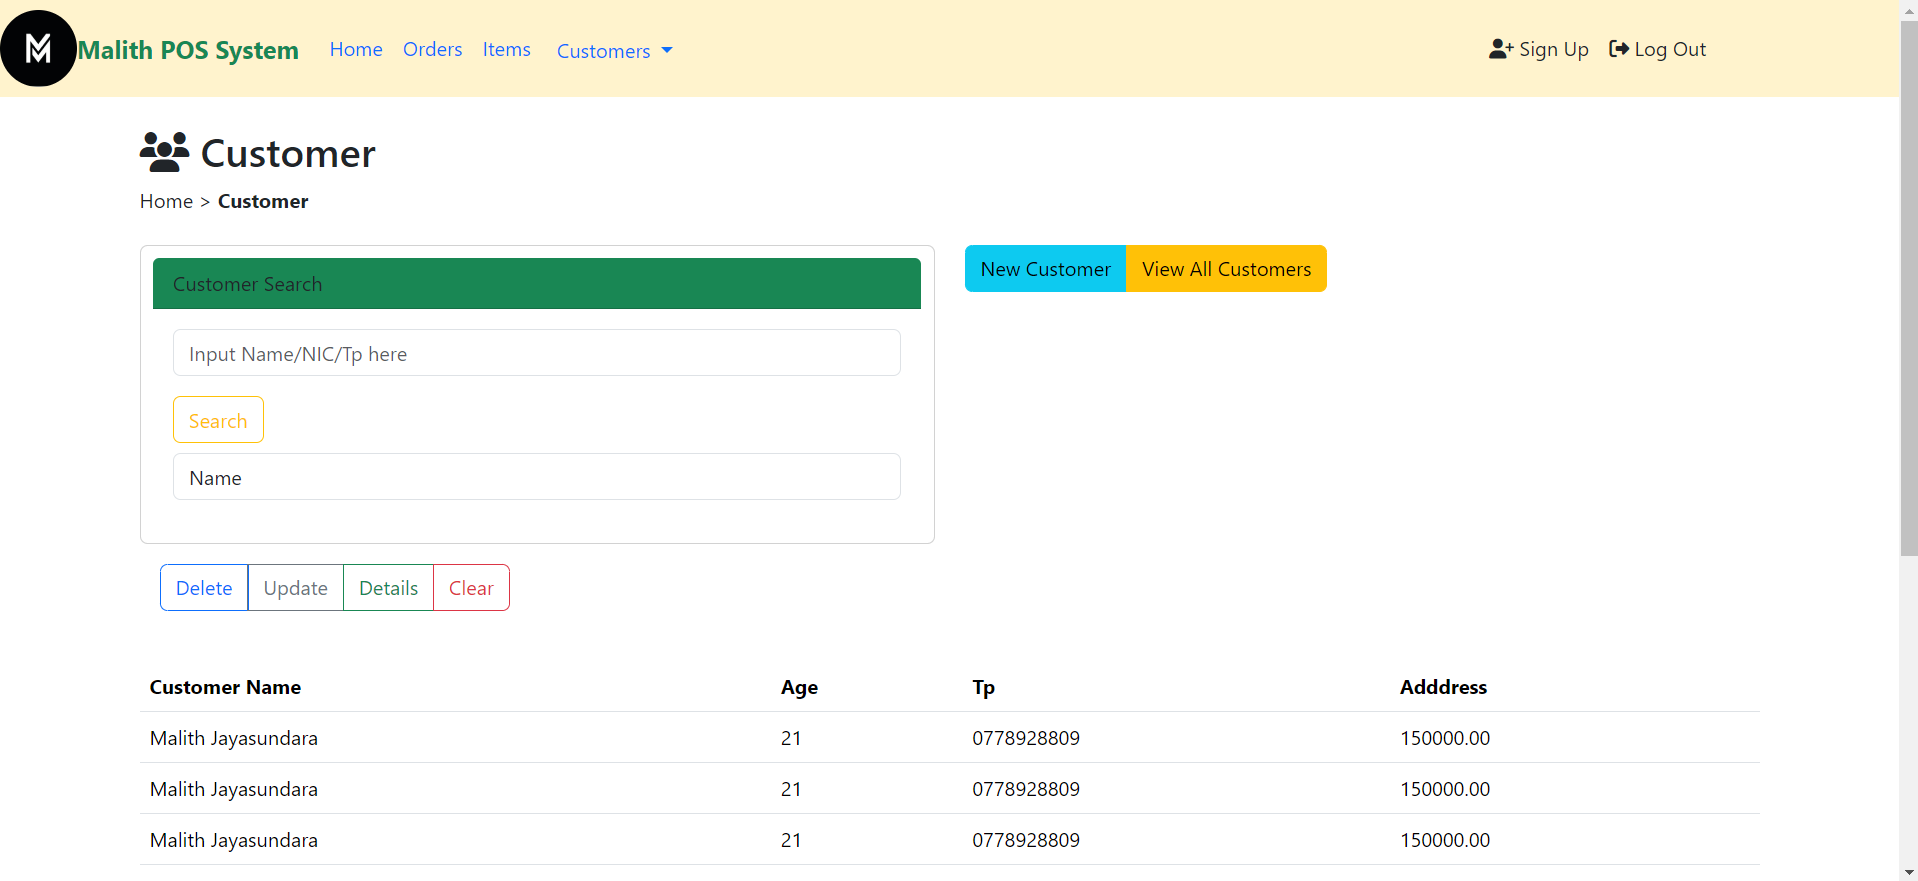 Malith POS System Home Orders Items Customers Sign Up Log Out
Customer
Home > Customer
Customer Search
Input Name/NIC/Tp here
Search
Name
New Customer View All Customers
Delete Update Details Clear
Customer Name Age Tp Adddress
Malith Jayasundara 21 0778928809 150000.00
Malith Jayasundara 21 0778928809 150000.00
Malith Jayasundara 21 0778928809 150000.00